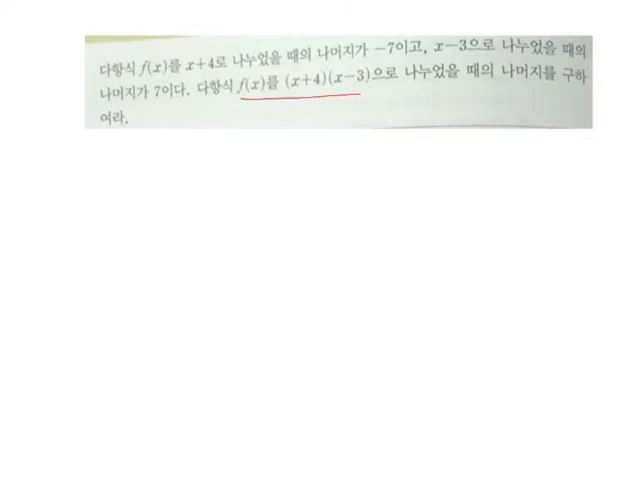 다항식 f(x)를 x+4로 나누었을 때의 나머지가 -7이고, x-3으로 나누었을 때의
나머지가 7이다. 다항식 f(x)를 (x+4)(x-3)으로 나누었을 때의 나머지를 구하
여라.